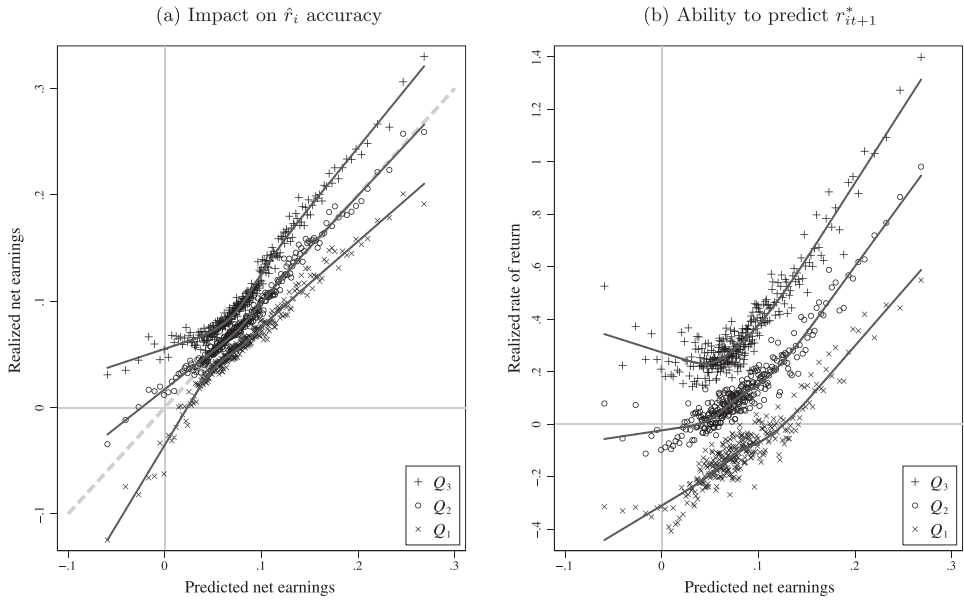 (a) Impact on r̂ᵢ accuracy
Realized net earnings
.3
.2
.1
0
-.1
-.1 0 .1 .2 .3
Predicted net earnings
+ Q₃
○ Q₂
× Q₁
(b) Ability to predict r*ᵢₜ₊₁
Realized rate of return
1.4
1.2
1
.8
.6
.4
.2
0
-.2
-.4
-.1 0 .1 .2 .3
Predicted net earnings
+ Q₃
○ Q₂
× Q₁